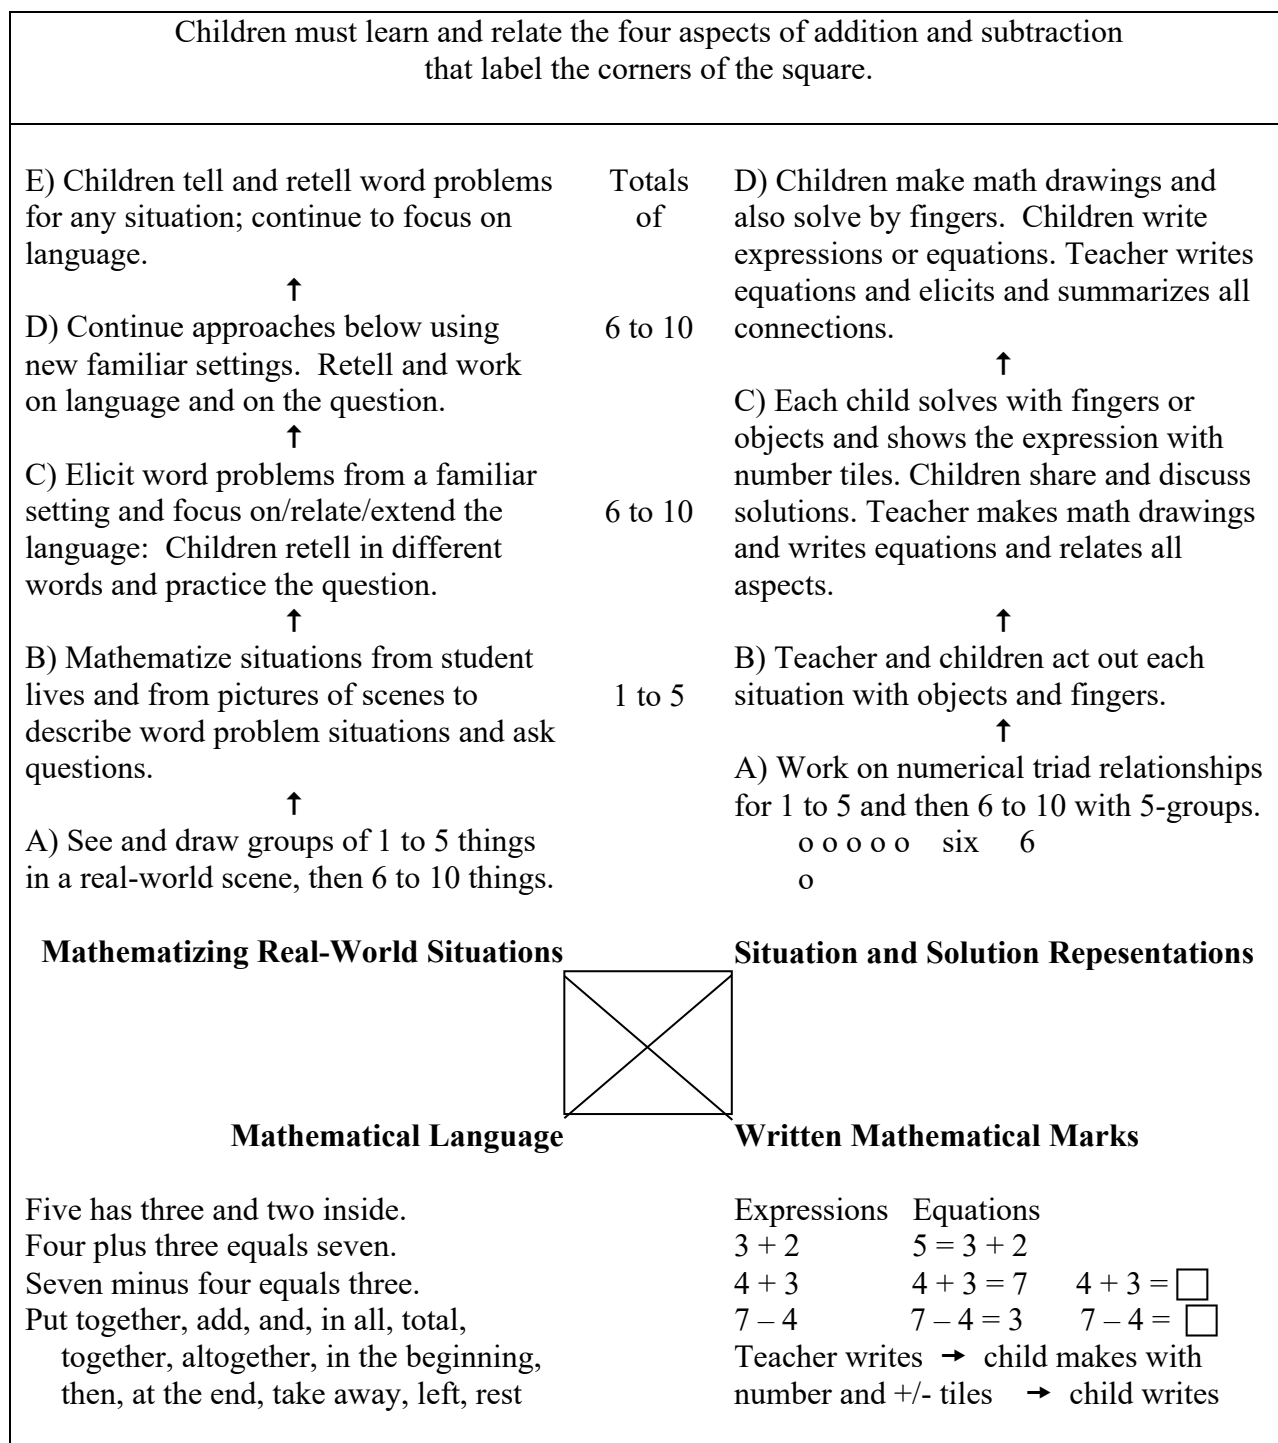 Children must learn and relate the four aspects of addition and subtraction
that label the corners of the square.
E) Children tell and retell word problems
for any situation; continue to focus on
language.
↑
D) Continue approaches below using
new familiar settings.  Retell and work
on language and on the question.
↑
C) Elicit word problems from a familiar
setting and focus on/relate/extend the
language:  Children retell in different
words and practice the question.
↑
B) Mathematize situations from student
lives and from pictures of scenes to
describe word problem situations and ask
questions.
↑
A) See and draw groups of 1 to 5 things
in a real-world scene, then 6 to 10 things.
Totals
of
6 to 10
6 to 10
1 to 5
D) Children make math drawings and
also solve by fingers.  Children write
expressions or equations. Teacher writes
equations and elicits and summarizes all
connections.
↑
C) Each child solves with fingers or
objects and shows the expression with
number tiles. Children share and discuss
solutions. Teacher makes math drawings
and writes equations and relates all
aspects.
↑
B) Teacher and children act out each
situation with objects and fingers.
↑
A) Work on numerical triad relationships
for 1 to 5 and then 6 to 10 with 5-groups.
o o o o o   six   6
o
Mathematizing Real-World Situations
Situation and Solution Repesentations
Mathematical Language
Written Mathematical Marks
Five has three and two inside.
Four plus three equals seven.
Seven minus four equals three.
Put together, add, and, in all, total,
together, altogether, in the beginning,
then, at the end, take away, left, rest
Expressions   Equations
3 + 2   5 = 3 + 2
4 + 3   4 + 3 = 7   4 + 3 = □
7 – 4   7 – 4 = 3   7 – 4 = □
Teacher writes → child makes with
number and +/- tiles → child writes